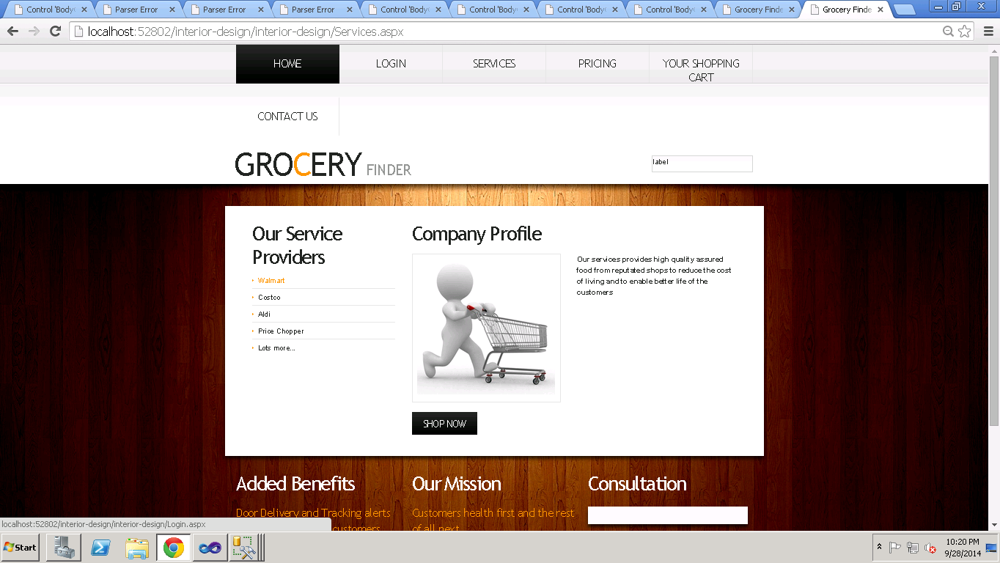 Control 'Body
Parser Error
Parser Error
Parser Error
Control 'Body
Control 'Body
Control 'Body
Control 'Body
Grocery Finde
Grocery Finde
localhost:52802/interior-design/interior-design/Services.aspx
HOME
LOGIN
SERVICES
PRICING
YOUR SHOPPING
CART
CONTACT US
GROCERY FINDER
label
Our Service
Providers
Walmart
Costco
Aldi
Price Chopper
Lots more...
Company Profile
Our services provides high quality assured
food from reputated shops to reduce the cost
of living and to enable better life of the
customers
SHOP NOW
Added Benefits
Door Delivery and Tracking alerts
customers
Our Mission
Customers health first and the rest
of all next
Consultation
localhost:52802/interior-design/interior-design/Login.aspx
Start
10:20 PM
9/28/2014